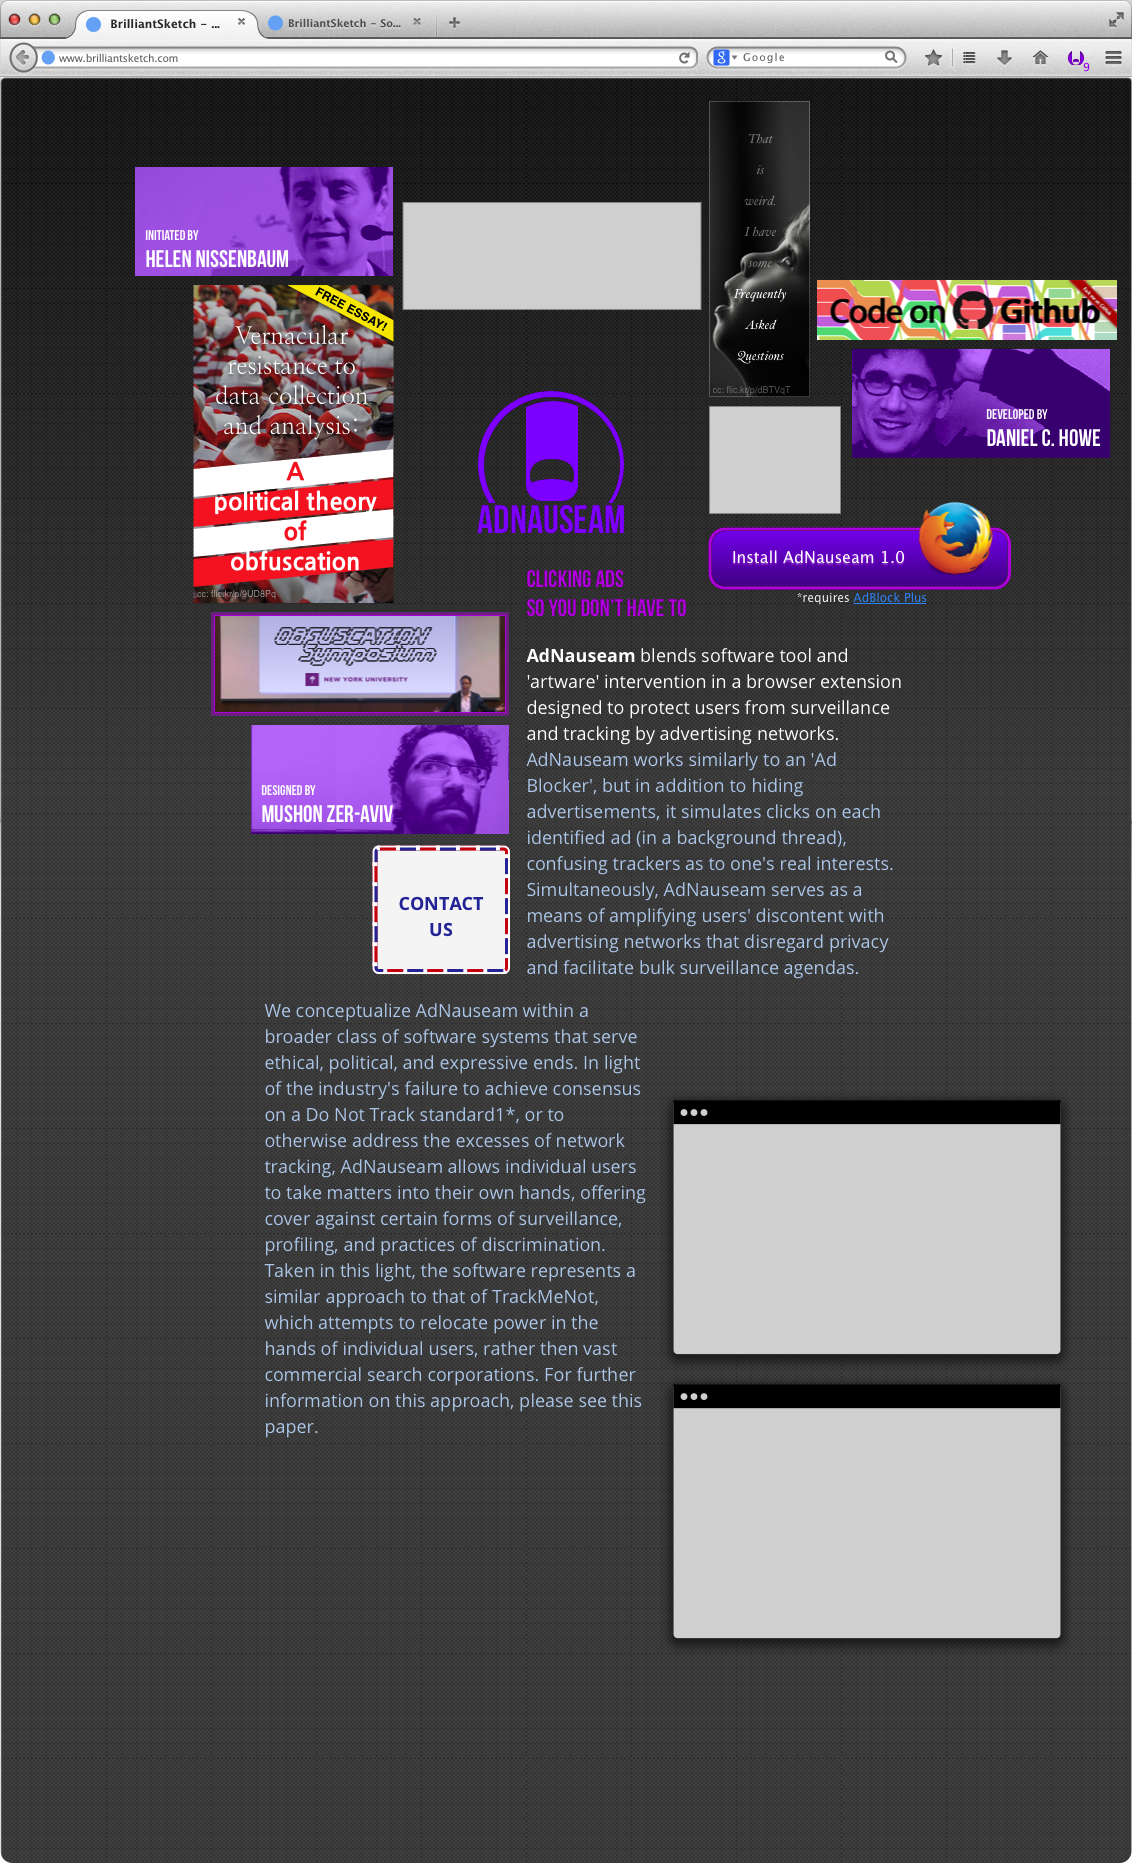 BrilliantSketch – ...
BrilliantSketch – So...
www.brilliantsketch.com
Google
9
INITIATED BY
HELEN NISSENBAUM
FREE ESSAY!
Vernacular
resistance to
data collection
and analysis:
A
political theory
of
obfuscation
cc: flic.kr/p/9UD8Pq
That
is
weird.
I have
some
Frequently
Asked
Questions
cc: flic.kr/p/dBTVqT
Code on Github
DEVELOPED BY
DANIEL C. HOWE
ADNAUSEAM
CLICKING ADS
SO YOU DON'T HAVE TO
Install AdNauseam 1.0
*requires AdBlock Plus
OBFUSCATION
Symposium
NEW YORK UNIVERSITY
DESIGNED BY
MUSHON ZER-AVIV
CONTACT
US
AdNauseam blends software tool and
'artware' intervention in a browser extension
designed to protect users from surveillance
and tracking by advertising networks.
AdNauseam works similarly to an 'Ad
Blocker', but in addition to hiding
advertisements, it simulates clicks on each
identified ad (in a background thread),
confusing trackers as to one's real interests.
Simultaneously, AdNauseam serves as a
means of amplifying users' discontent with
advertising networks that disregard privacy
and facilitate bulk surveillance agendas.
We conceptualize AdNauseam within a
broader class of software systems that serve
ethical, political, and expressive ends. In light
of the industry's failure to achieve consensus
on a Do Not Track standard1*, or to
otherwise address the excesses of network
tracking, AdNauseam allows individual users
to take matters into their own hands, offering
cover against certain forms of surveillance,
profiling, and practices of discrimination.
Taken in this light, the software represents a
similar approach to that of TrackMeNot,
which attempts to relocate power in the
hands of individual users, rather then vast
commercial search corporations. For further
information on this approach, please see this
paper.